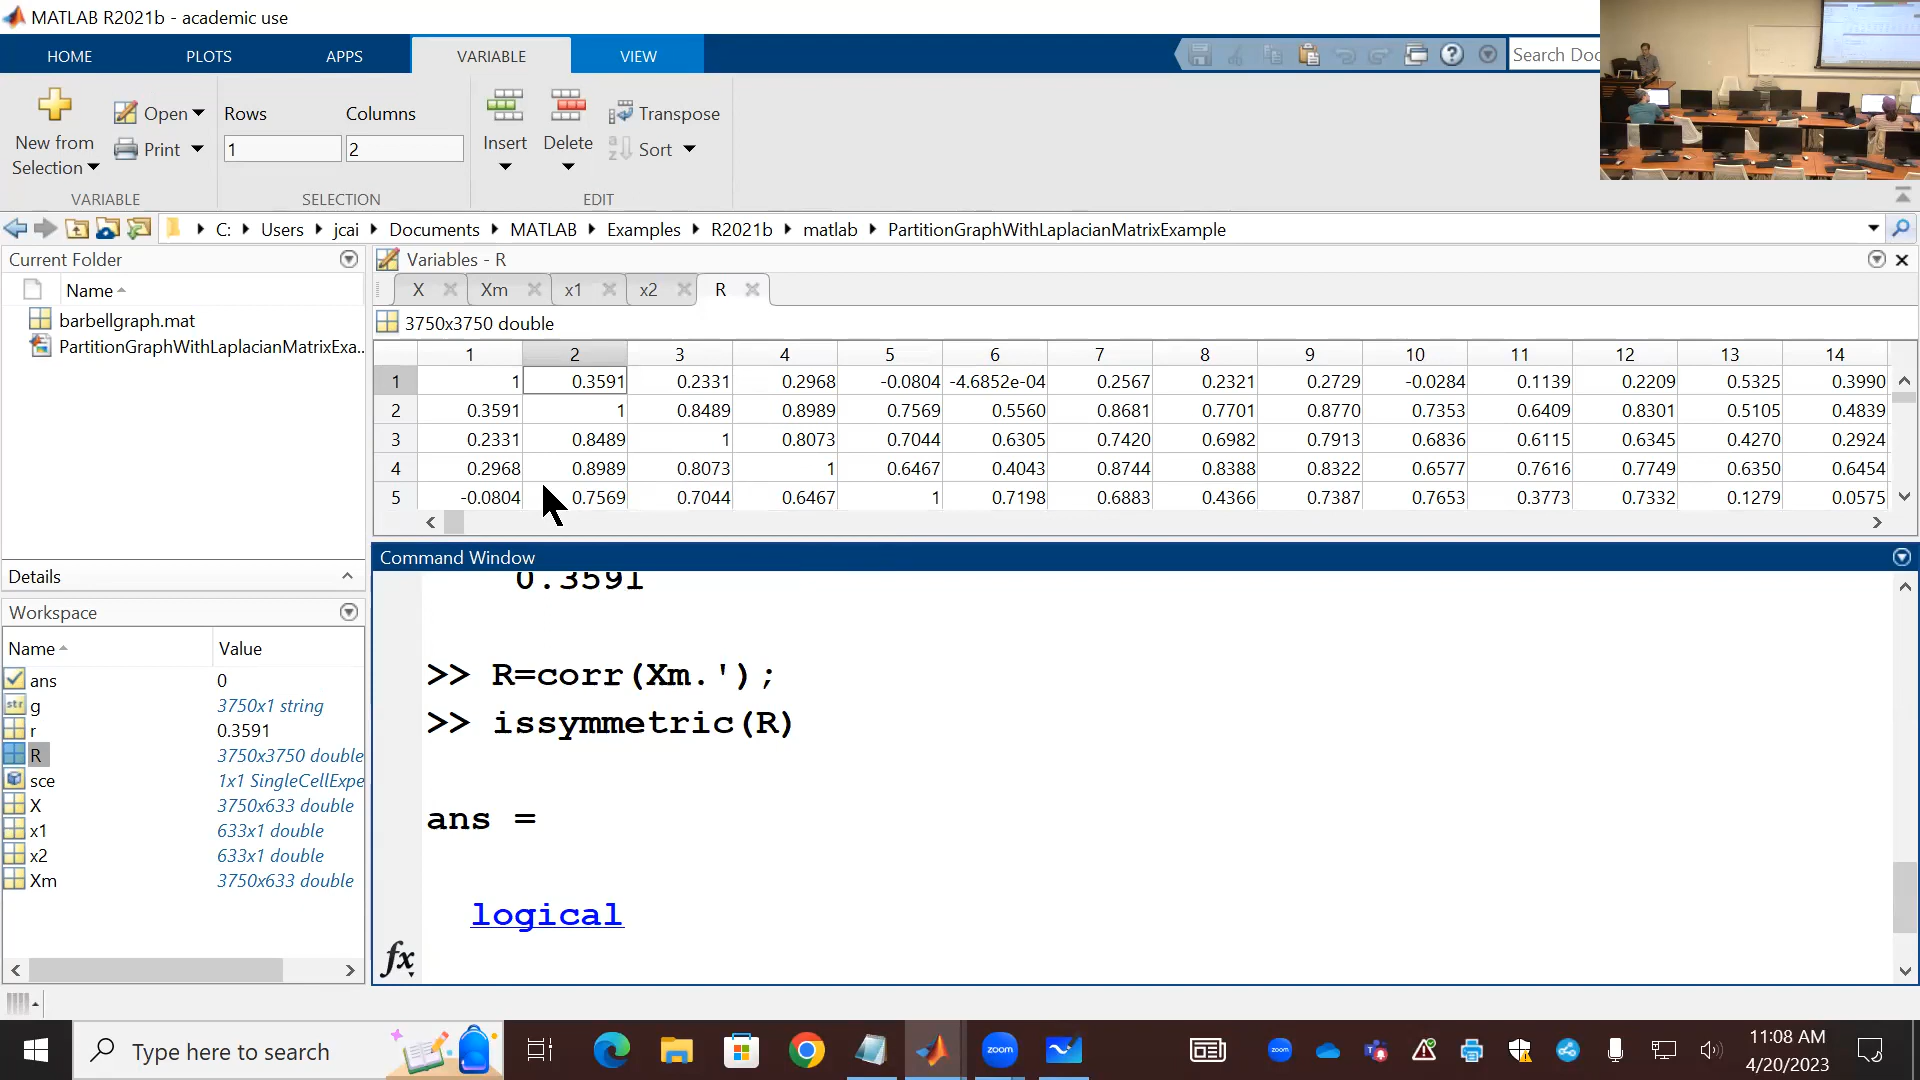 MATLAB R2021b - academic use
HOME PLOTS APPS VARIABLE VIEW Search Doc
New from Selection
Open
Print
Rows Columns
1 2
Insert Delete
Transpose
Sort
VARIABLE SELECTION EDIT
C: Users jcai Documents MATLAB Examples R2021b matlab PartitionGraphWithLaplacianMatrixExample
Current Folder
Name
barbellgraph.mat
PartitionGraphWithLaplacianMatrixExa...
Details
Variables - R
X Xm x1 x2 R
3750x3750 double
1 2 3 4 5 6 7 8 9 10 11 12 13 14
1 1 0.3591 0.2331 0.2968 -0.0804 -4.6852e-04 0.2567 0.2321 0.2729 -0.0284 0.1139 0.2209 0.5325 0.3990
2 0.3591 1 0.8489 0.8989 0.7569 0.5560 0.8681 0.7701 0.8770 0.7353 0.6409 0.8301 0.5105 0.4839
3 0.2331 0.8489 1 0.8073 0.7044 0.6305 0.7420 0.6982 0.7913 0.6836 0.6115 0.6345 0.4270 0.2924
4 0.2968 0.8989 0.8073 1 0.6467 0.4043 0.8744 0.8388 0.8322 0.6577 0.7616 0.7749 0.6350 0.6454
5 -0.0804 0.7569 0.7044 0.6467 1 0.7198 0.6883 0.4366 0.7387 0.7653 0.3773 0.7332 0.1279 0.0575
Workspace
Name Value
ans 0
str g 3750x1 string
r 0.3591
R 3750x3750 double
sce 1x1 SingleCellExpe
X 3750x633 double
x1 633x1 double
x2 633x1 double
Xm 3750x633 double
Command Window
0.3591
>> R=corr(Xm.');
>> issymmetric(R)
ans =
logical
fx
Type here to search
zoom
zoom
11:08 AM
4/20/2023